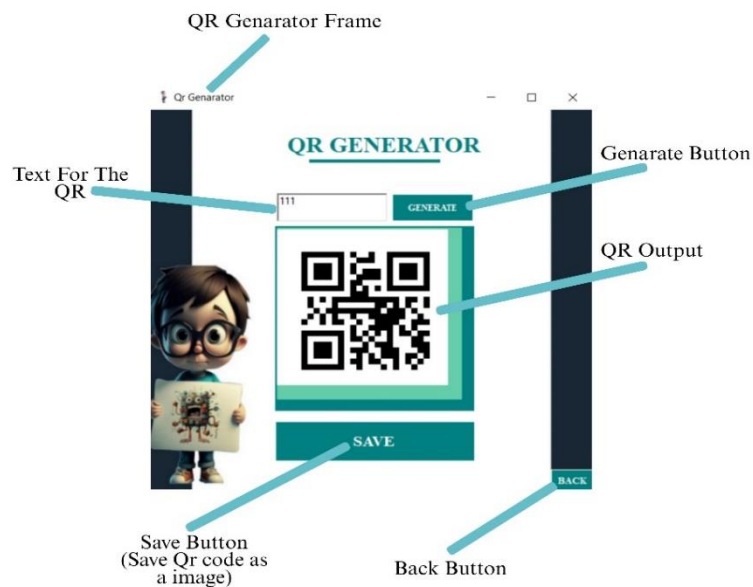 QR Genarator Frame
Qr Genarator
QR GENERATOR
Text For The
QR
111
GENERATE
Genarate Button
QR Output
SAVE
BACK
Save Button
(Save Qr code as
a image)
Back Button